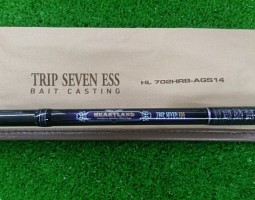 TRIP SEVEN ESS
BAIT CASTING
HL 702HRB-AGS14
HEARTLAND
TRIP SEVEN ESS